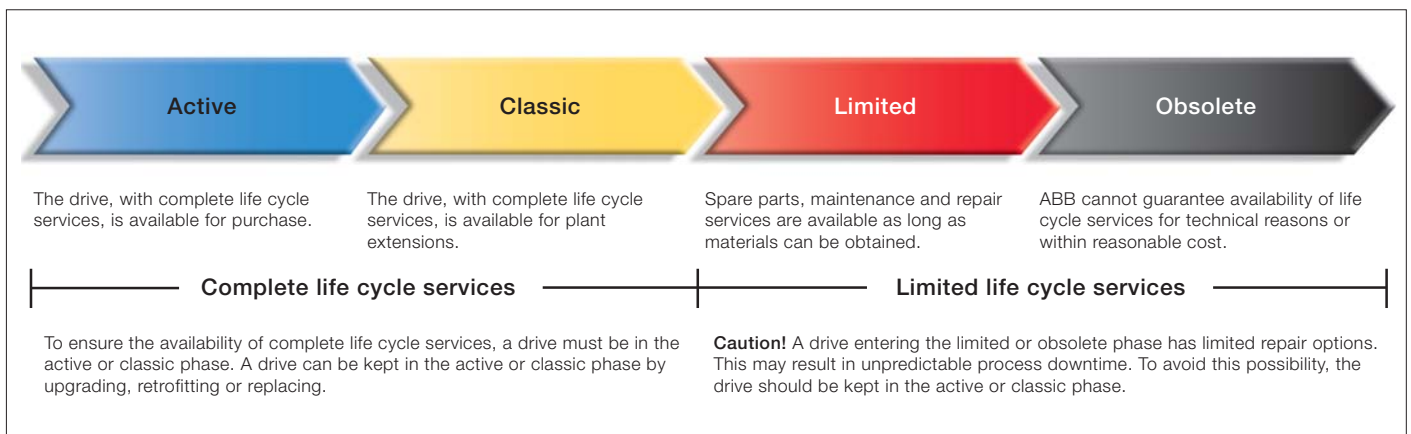 Active
Classic
Limited
Obsolete
The drive, with complete life cycle
services, is available for purchase.
The drive, with complete life cycle
services, is available for plant
extensions.
Spare parts, maintenance and repair
services are available as long as
materials can be obtained.
ABB cannot guarantee availability of life
cycle services for technical reasons or
within reasonable cost.
Complete life cycle services
Limited life cycle services
To ensure the availability of complete life cycle services, a drive must be in the
active or classic phase. A drive can be kept in the active or classic phase by
upgrading, retrofitting or replacing.
Caution! A drive entering the limited or obsolete phase has limited repair options.
This may result in unpredictable process downtime. To avoid this possibility, the
drive should be kept in the active or classic phase.